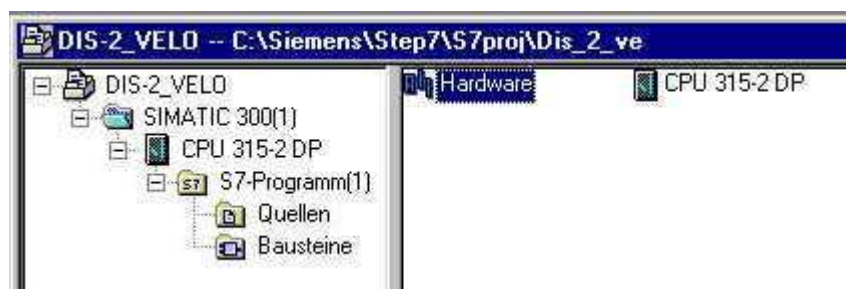 DIS-2_VELO -- C:\Siemens\Step7\S7proj\Dis_2_ve
DIS-2_VELO
SIMATIC 300(1)
CPU 315-2 DP
S7-Programm(1)
Quellen
Bausteine
Hardware
CPU 315-2 DP